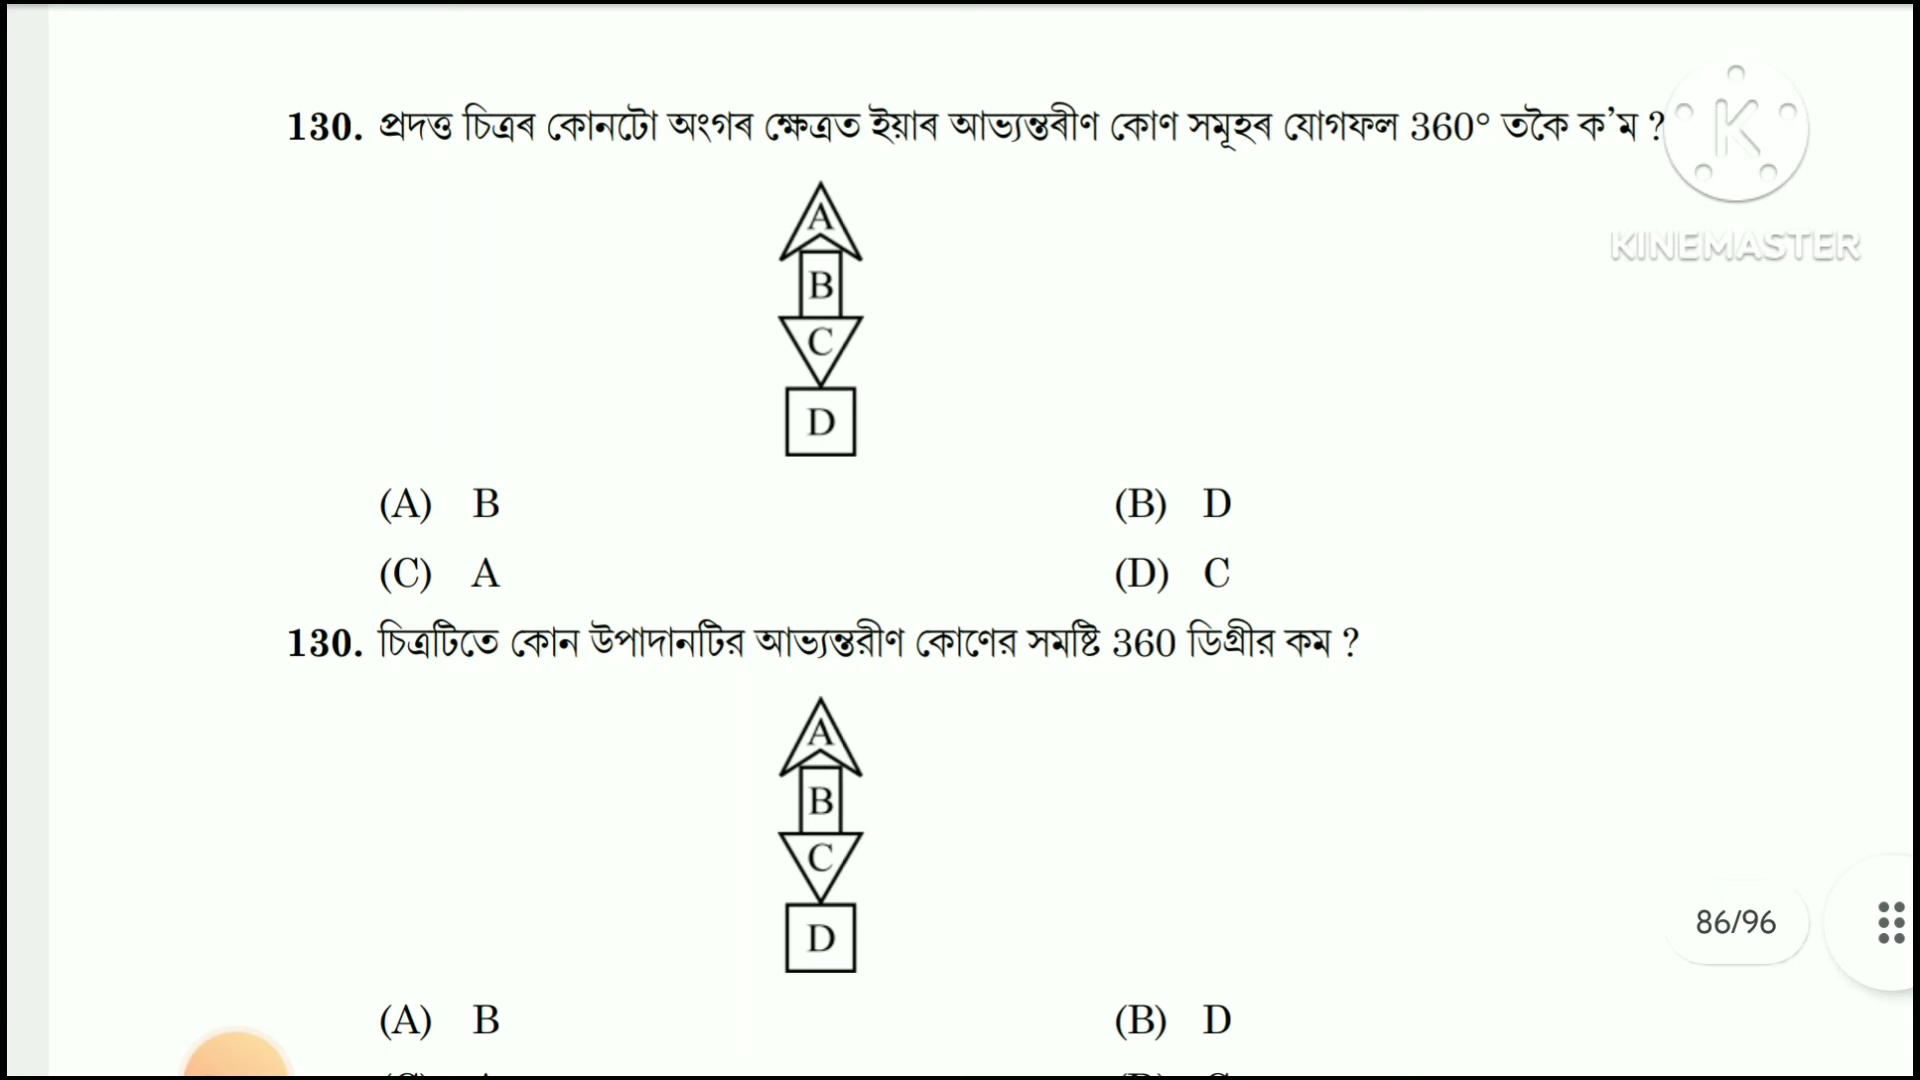 130. প্রদত্ত চিত্ৰৰ কোনটো অংগৰ ক্ষেত্ৰত ইয়াৰ আভ্যন্তৰীণ কোণ সমূহৰ যোগফল 360° তকৈ ক’ম ?
K
KINEMASTER
A
B
C
D
(A) B
(B) D
(C) A
(D) C
130. চিত্রটিতে কোন উপাদানটির আভ্যন্তরীণ কোণের সমষ্টি 360 ডিগ্রীর কম ?
A
B
C
D
86/96
(A) B
(B) D